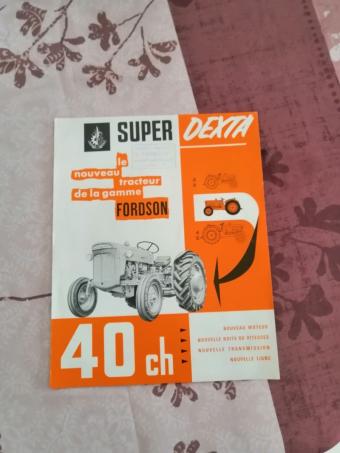 SUPER DEXTA
le
nouveau
tracteur
de la gamme
FORDSON
40 ch
NOUVEAU MOTEUR
NOUVELLE BOITE DE VITESSES
NOUVELLE TRANSMISSION
NOUVELLE LIGNE